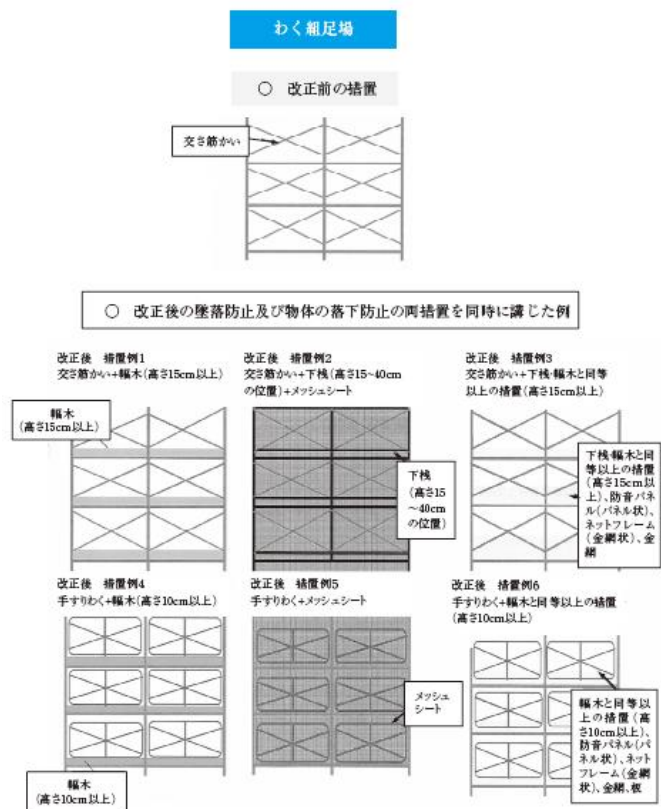 わく組足場
○ 改正前の措置
交さ筋かい
○ 改正後の墜落防止及び物体の落下防止の両措置を同時に講じた例
改正後 措置例1
交さ筋かい+幅木(高さ15cm以上)
幅木
(高さ15cm以上)
改正後 措置例2
交さ筋かい+下桟(高さ15~40cm
の位置)+メッシュシート
下桟
(高さ15
~40cm
の位置)
改正後 措置例3
交さ筋かい+下桟・幅木と同等
以上の措置(高さ15cm以上)
下桟・幅木と同
等以上の措置
(高さ15cm以
上)、防音パネ
ル(パネル状)、
ネットフレーム
(金網状)、金
網
改正後 措置例4
手すりわく+幅木(高さ10cm以上)
幅木
(高さ10cm以上)
改正後 措置例5
手すりわく+メッシュシート
メッシュ
シート
改正後 措置例6
手すりわく+幅木と同等以上の措置
(高さ10cm以上)
幅木と同等以
上の措置(高
さ10cm以上)、
防音パネル(パ
ネル状)、ネット
フレーム(金網
状)、金網、板